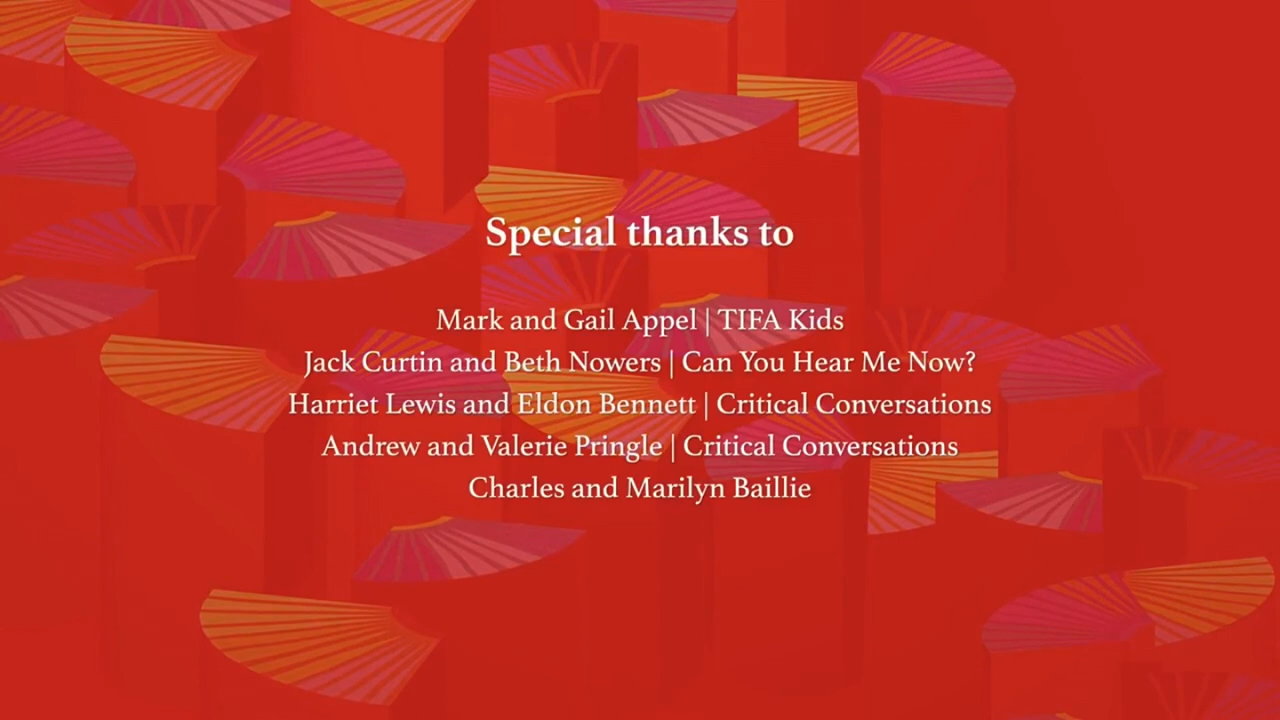 Special thanks to
Mark and Gail Appel | TIFA Kids
Jack Curtin and Beth Nowers | Can You Hear Me Now?
Harriet Lewis and Eldon Bennett | Critical Conversations
Andrew and Valerie Pringle | Critical Conversations
Charles and Marilyn Baillie